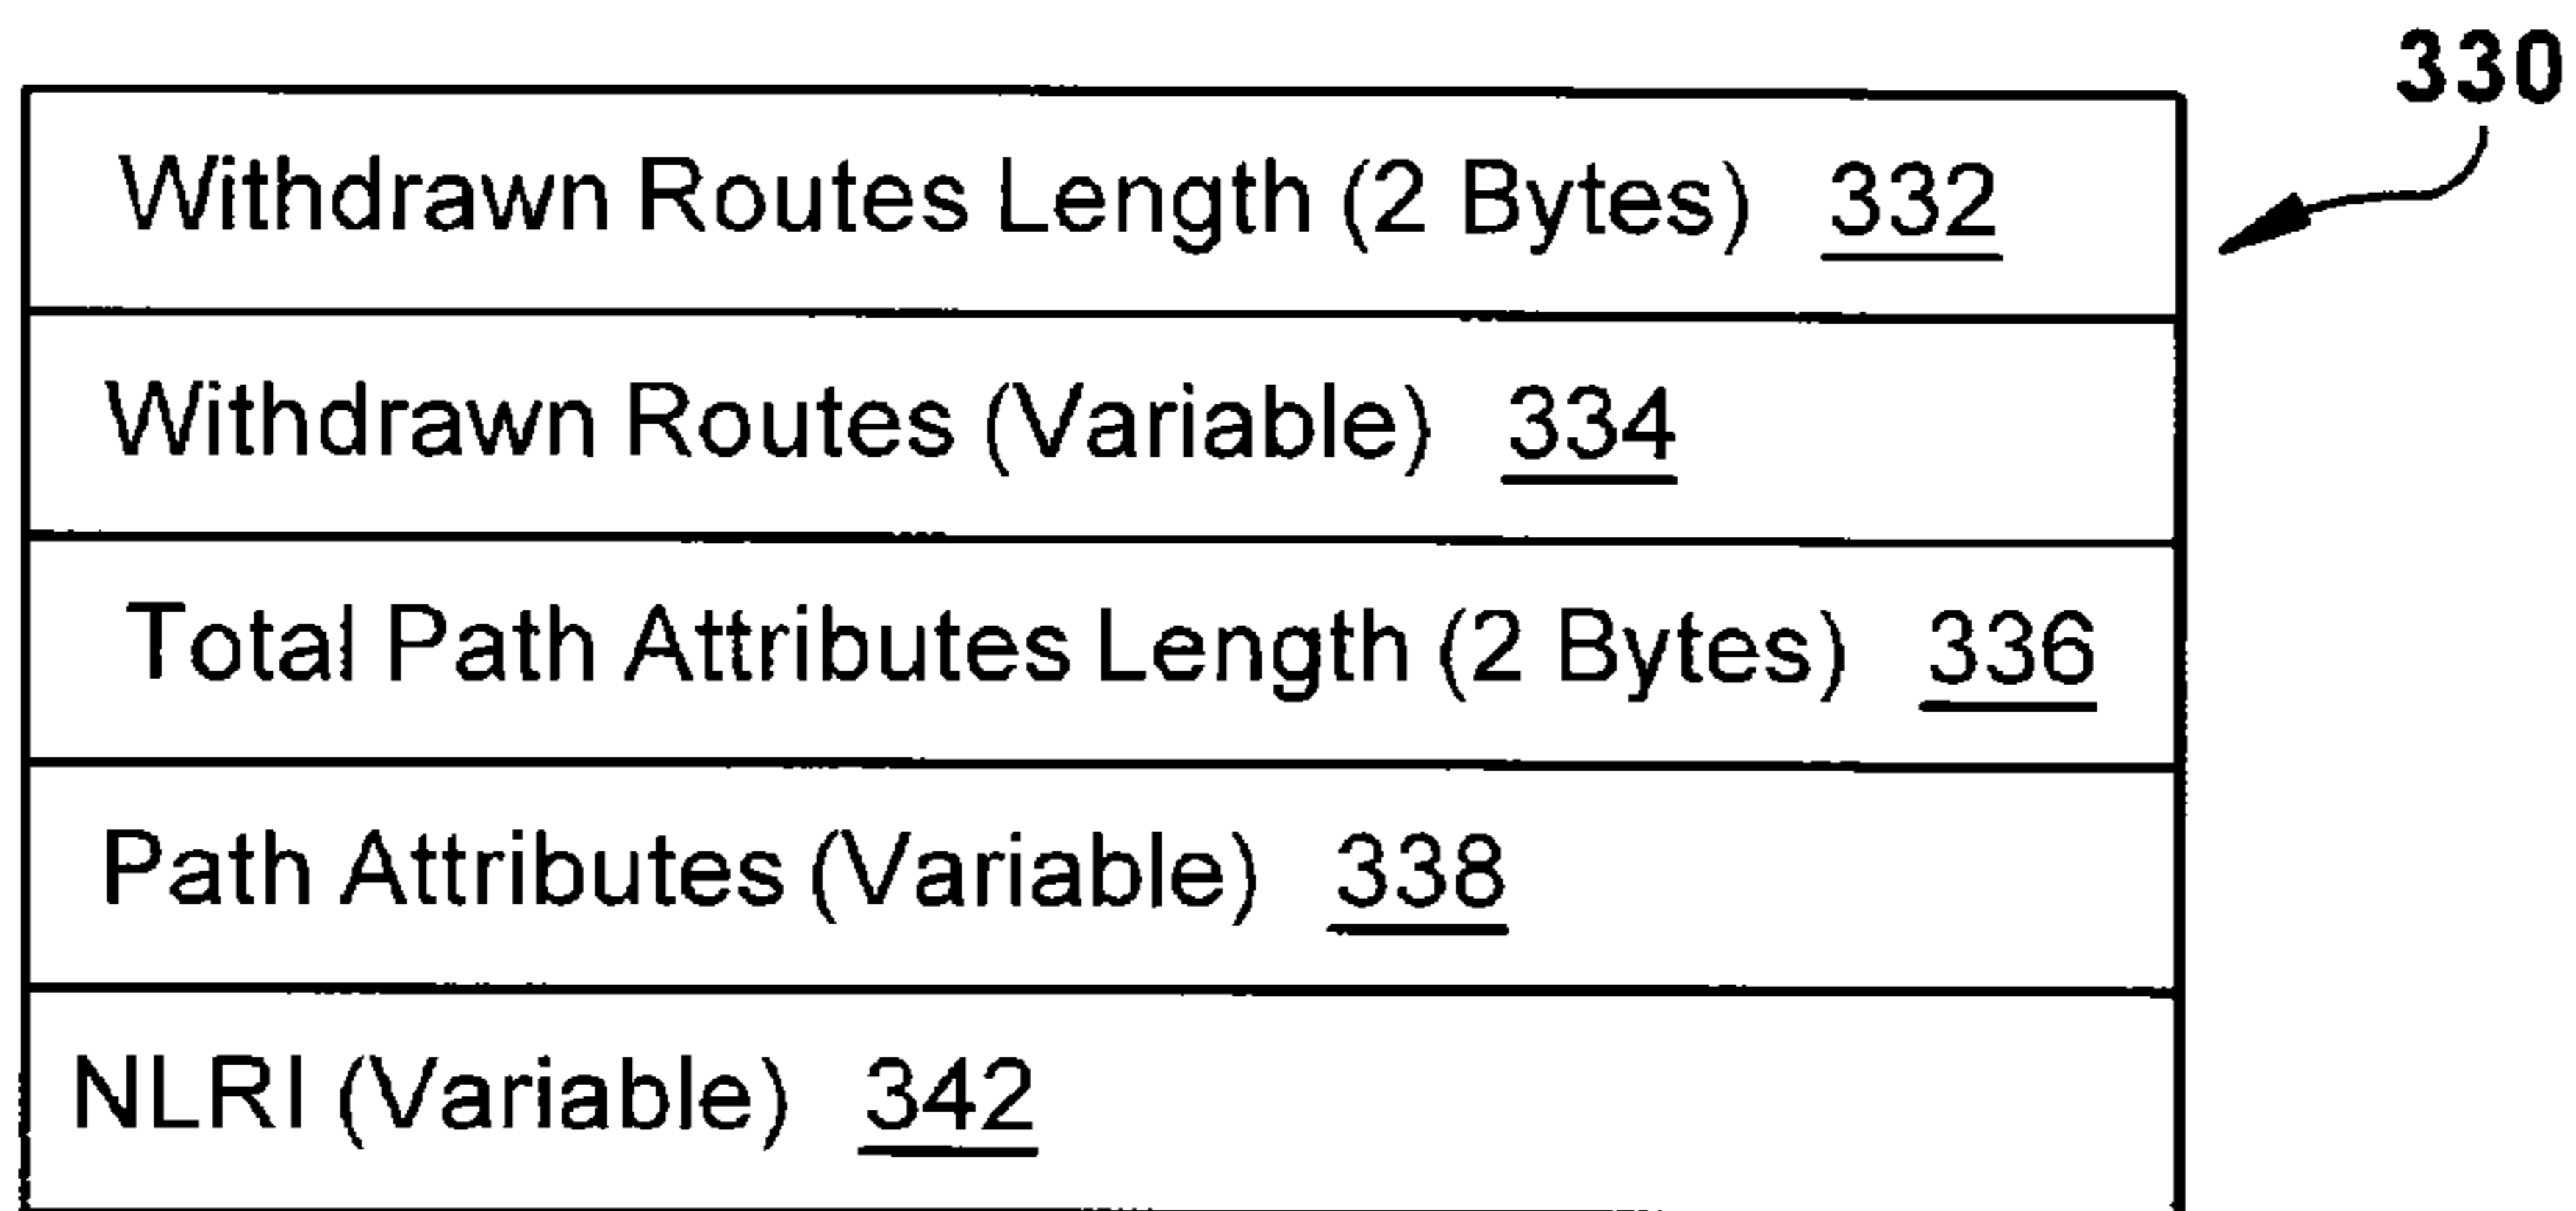 330
Withdrawn Routes Length (2 Bytes) 332
Withdrawn Routes (Variable) 334
Total Path Attributes Length (2 Bytes) 336
Path Attributes (Variable) 338
NLRI (Variable) 342